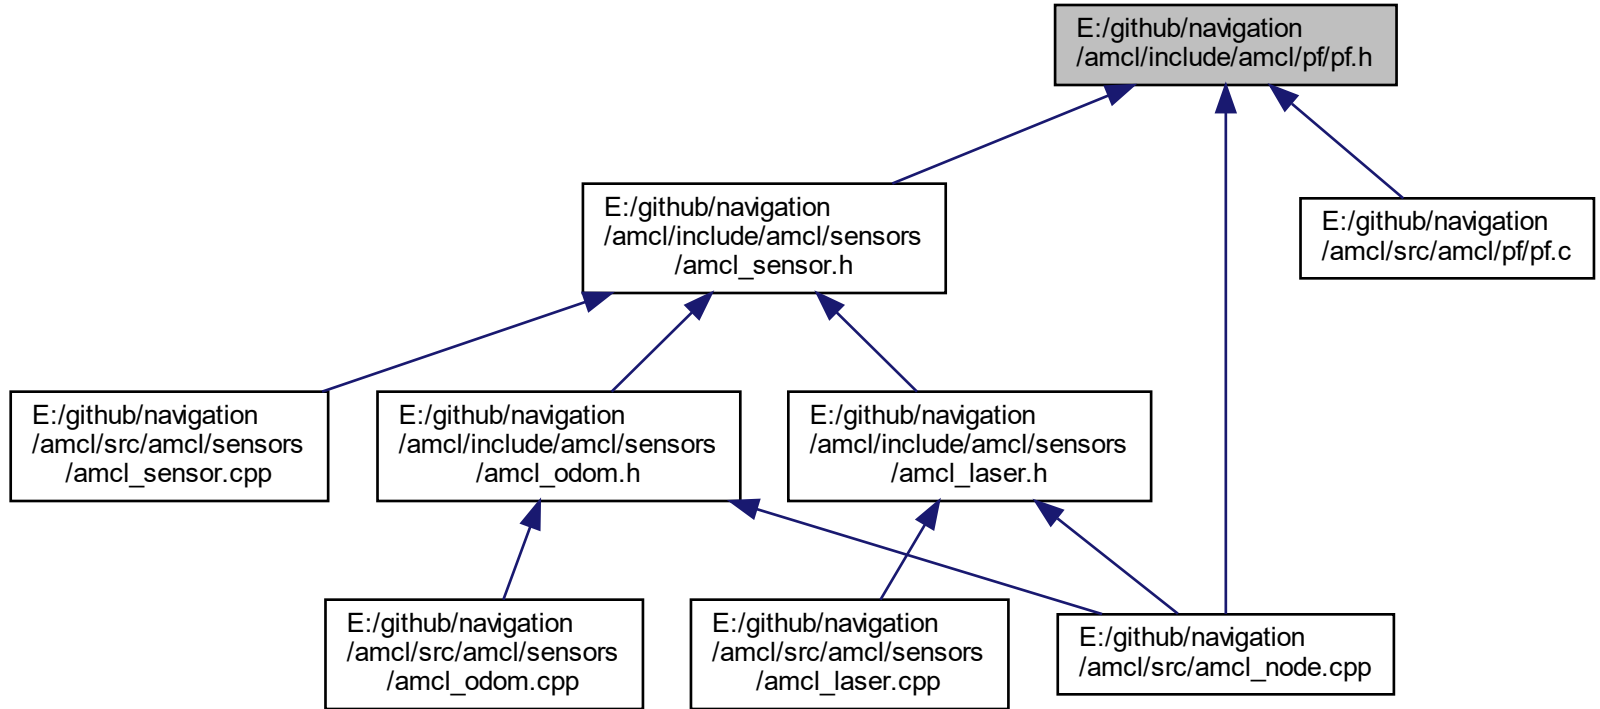 E:/github/navigation
/amcl/include/amcl/pf/pf.h
E:/github/navigation
/amcl/include/amcl/sensors
/amcl_sensor.h
E:/github/navigation
/amcl/src/amcl/pf/pf.c
E:/github/navigation
/amcl/src/amcl/sensors
/amcl_sensor.cpp
E:/github/navigation
/amcl/include/amcl/sensors
/amcl_odom.h
E:/github/navigation
/amcl/include/amcl/sensors
/amcl_laser.h
E:/github/navigation
/amcl/src/amcl/sensors
/amcl_odom.cpp
E:/github/navigation
/amcl/src/amcl/sensors
/amcl_laser.cpp
E:/github/navigation
/amcl/src/amcl_node.cpp